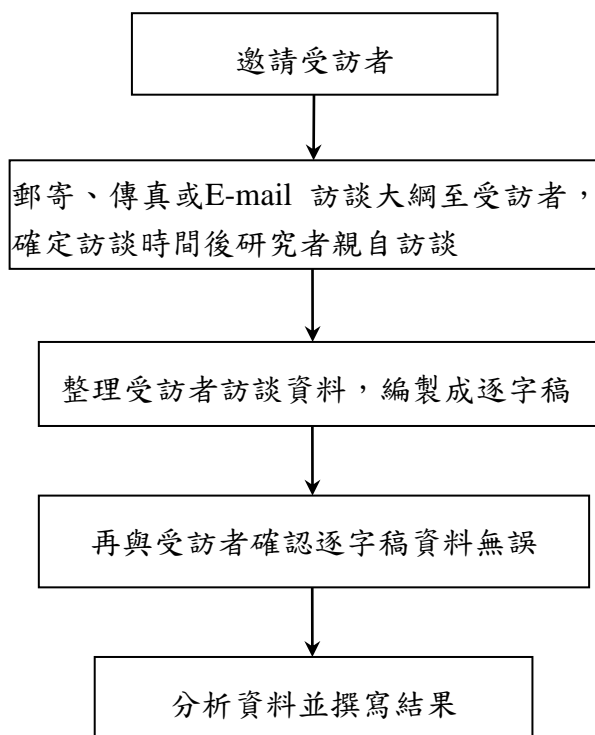 邀請受訪者
郵寄、傳真或E-mail 訪談大綱至受訪者，
確定訪談時間後研究者親自訪談
整理受訪者訪談資料，編製成逐字稿
再與受訪者確認逐字稿資料無誤
分析資料並撰寫結果